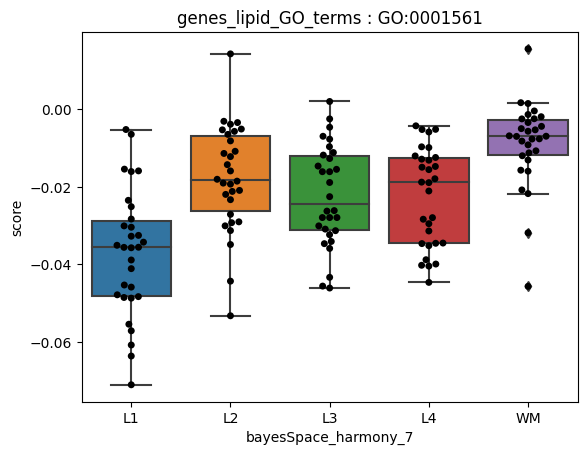 genes_lipid_GO_terms : GO:0001561
0.00
−0.02
−0.04
−0.06
score
L1 L2 L3 L4 WM
bayesSpace_harmony_7